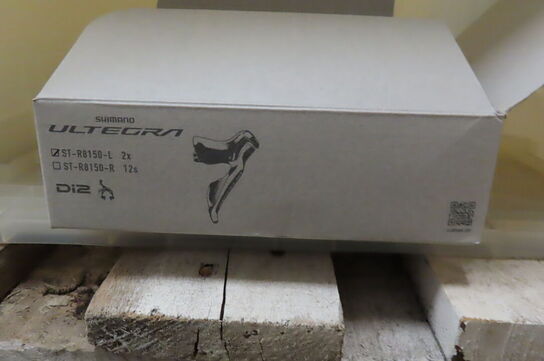 SHIMANO
ULTEGRA
ST-R8150-L 2x
ST-R8150-R 12s
Di2